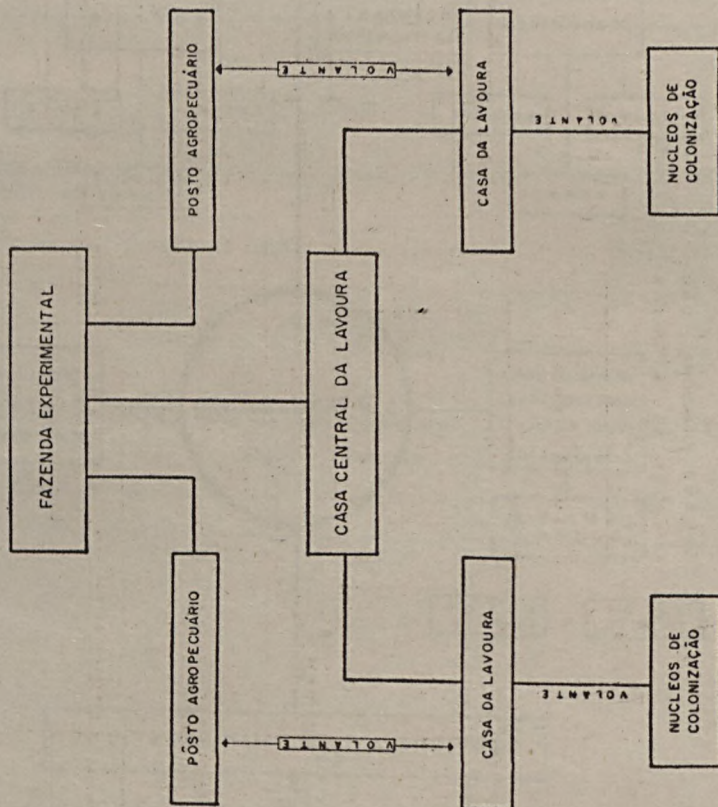 FAZENDA EXPERIMENTAL
PÔSTO AGROPECUÁRIO
POSTO AGROPECUÁRIO
VOLANTE
VOLANTE
CASA CENTRAL DA LAVOURA
CASA DA LAVOURA
CASA DA LAVOURA
VOLANTE
VOLANTE
NUCLEOS DE
COLONIZAÇÃO
NUCLEOS DE
COLONIZAÇÃO